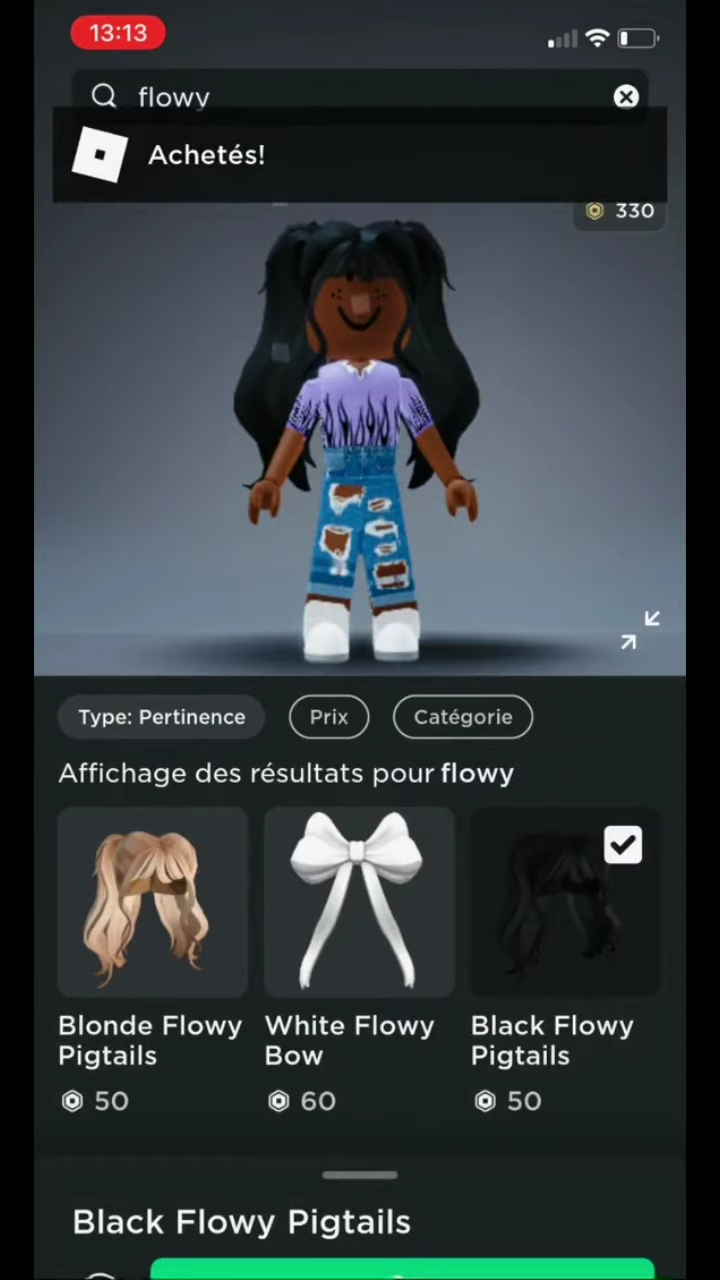 13:13
flowy
Achetés!
330
Type: Pertinence
Prix
Catégorie
Affichage des résultats pour flowy
Blonde Flowy
Pigtails
50
White Flowy
Bow
60
Black Flowy
Pigtails
50
Black Flowy Pigtails